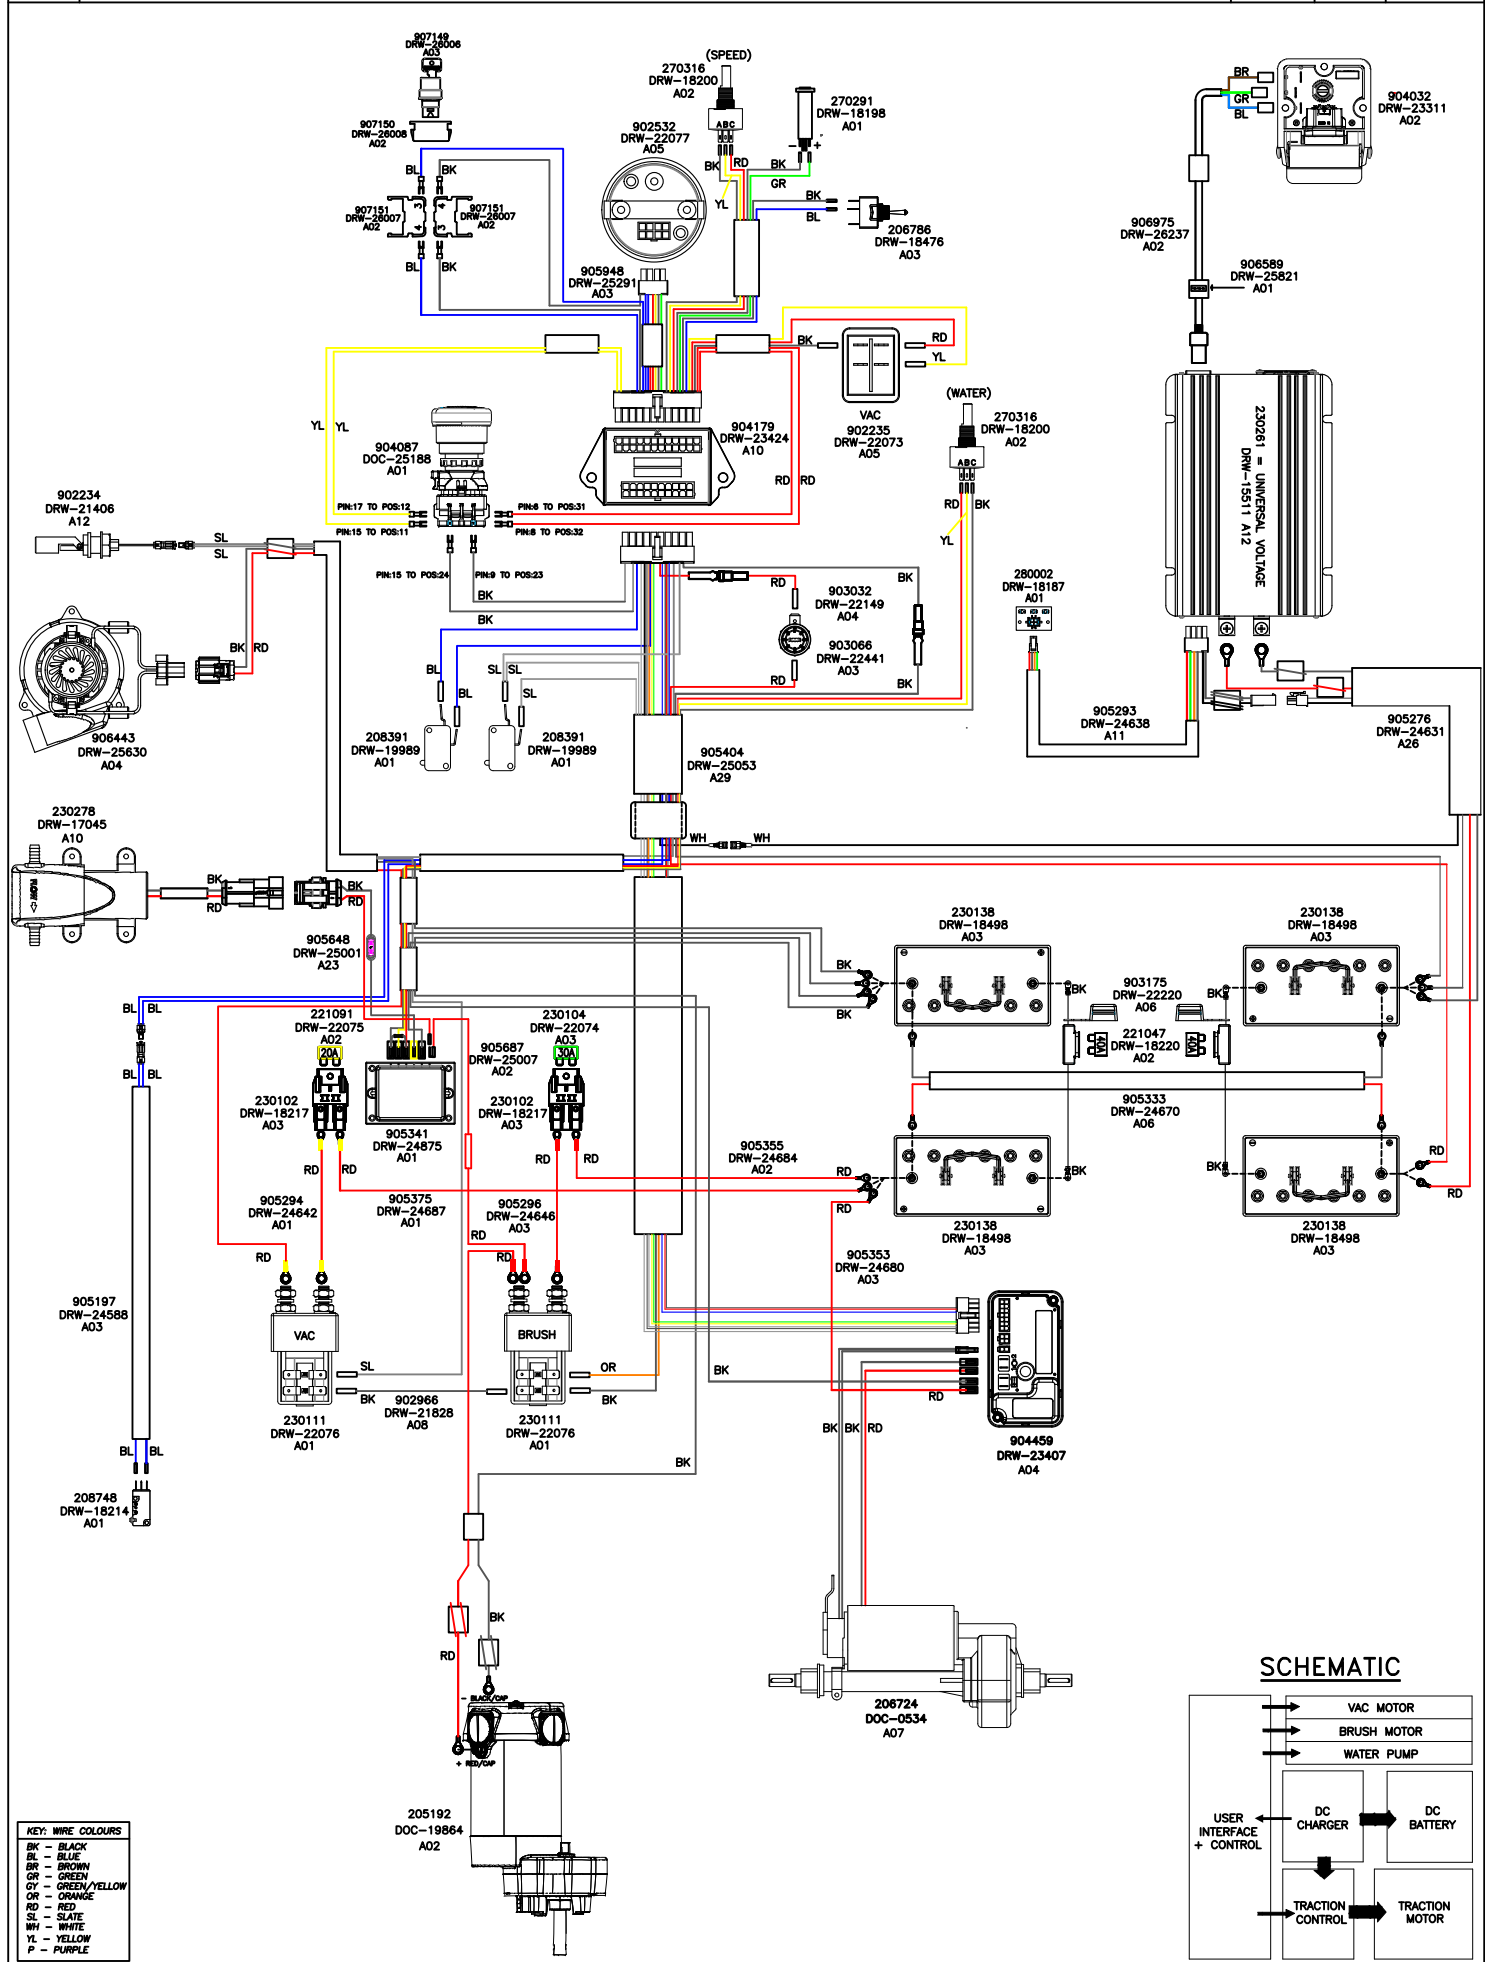 907149
DRW-26006
A03
907150
DRW-26008
A02
BL
BK
907151
DRW-26007
A02
3
4
4
3
907151
DRW-26007
A02
BL
BK
902532
DRW-22077
A05
(SPEED)
270316
DRW-18200
A02
ABC
BK
RD
YL
270291
DRW-18198
A01
- +
BK
GR
BK
BL
206786
DRW-18476
A03
905948
DRW-25291
A03
BR
GR
BL
904032
DRW-23311
A02
906975
DRW-26237
A02
906589
DRW-25821
A01
230261 = UNIVERSAL VOLTAGE
DRW-15511 A12
BK
RD
YL
VAC
902235
DRW-22073
A05
(WATER)
270316
DRW-18200
A02
ABC
RD
BK
YL
YL
YL
904087
DOC-25188
A01
904179
DRW-23424
A10
RD
RD
PIN:17 TO POS:12
PIN:15 TO POS:11
PIN:6 TO POS:31
PIN:8 TO POS:32
PIN:15 TO POS:24
PIN:9 TO POS:23
BK
BK
902234
DRW-21406
A12
SL
SL
BK
RD
906443
DRW-25630
A04
BL
BL
SL
SL
SL
208391
DRW-19989
A01
208391
DRW-19989
A01
RD
903032
DRW-22149
A04
903066
DRW-22441
A03
RD
BK
BK
280002
DRW-18187
A01
905293
DRW-24638
A11
905276
DRW-24631
A26
905404
DRW-25053
A29
WH
WH
230278
DRW-17045
A10
FLOW
BK
RD
BK
RD
905648
DRW-25001
A23
BL
BL
BL
BL
221091
DRW-22075
A02
20A
230102
DRW-18217
A03
RD
RD
905341
DRW-24875
A01
905687
DRW-25007
A02
230104
DRW-22074
A03
30A
230102
DRW-18217
A03
RD
RD
BK
BK
230138
DRW-18498
A03
230138
DRW-18498
A03
BK
BK
903175
DRW-22220
A06
221047
DRW-18220
A02
40A
40A
905333
DRW-24670
A06
905355
DRW-24684
A02
RD
RD
BK
BK
RD
RD
230138
DRW-18498
A03
230138
DRW-18498
A03
905294
DRW-24642
A01
905375
DRW-24687
A01
905296
DRW-24646
A03
RD
RD
RD
905353
DRW-24680
A03
905197
DRW-24588
A03
VAC
SL
BK
230111
DRW-22076
A01
902966
DRW-21828
A08
BRUSH
OR
BK
230111
DRW-22076
A01
BK
RD
904459
DRW-23407
A04
BK
BK
RD
BK
BL
BL
208748
DRW-18214
A01
BK
RD
- BLACK/CAP
+ RED/CAP
205192
DOC-19864
A02
206724
DOC-0534
A07
SCHEMATIC
VAC MOTOR
BRUSH MOTOR
WATER PUMP
USER
INTERFACE
+ CONTROL
DC
CHARGER
DC
BATTERY
TRACTION
CONTROL
TRACTION
MOTOR
KEY: WIRE COLOURS
BK - BLACK
BL - BLUE
BR - BROWN
GR - GREEN
GY - GREEN/YELLOW
OR - ORANGE
RD - RED
SL - SLATE
WH - WHITE
YL - YELLOW
P - PURPLE